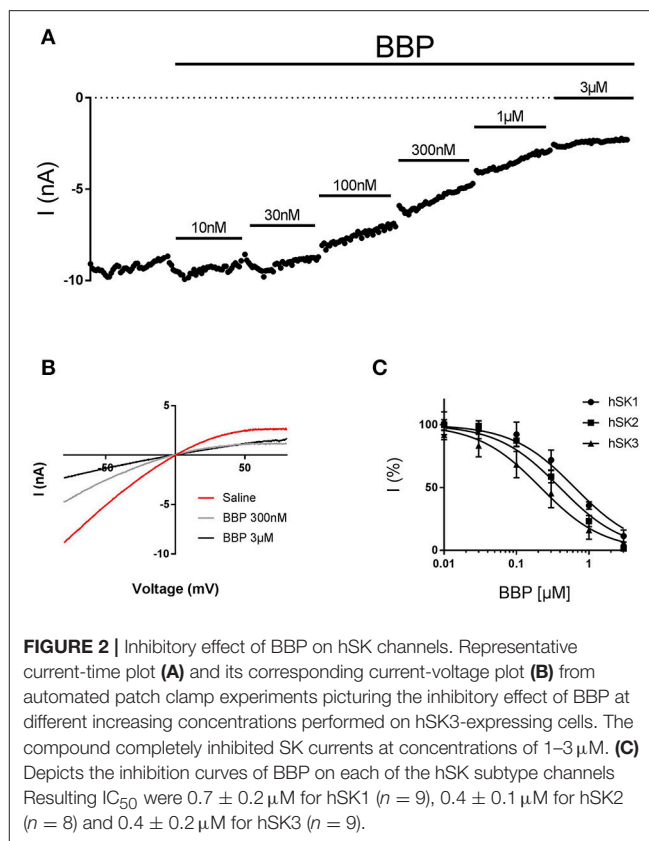 A
BBP
0
3µM
1µM
300nM
100nM
30nM
10nM
-5
-10
I (nA)
B
5
I (nA)
-50
50
-5
-10
Saline
BBP 300nM
BBP 3µM
Voltage (mV)
C
hSK1
hSK2
hSK3
100
50
0
I (%)
0.01
0.1
1
BBP [µM]
FIGURE 2 | Inhibitory effect of BBP on hSK channels. Representative
current-time plot (A) and its corresponding current-voltage plot (B) from
automated patch clamp experiments picturing the inhibitory effect of BBP at
different increasing concentrations performed on hSK3-expressing cells. The
compound completely inhibited SK currents at concentrations of 1–3 µM. (C)
Depicts the inhibition curves of BBP on each of the hSK subtype channels
Resulting IC50 were 0.7 ± 0.2 µM for hSK1 (n = 9), 0.4 ± 0.1 µM for hSK2
(n = 8) and 0.4 ± 0.2 µM for hSK3 (n = 9).